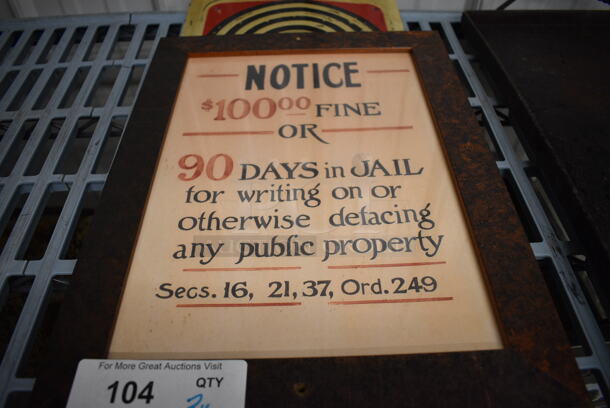 NOTICE
$100.00 FINE
OR
90 DAYS in JAIL
for writing on or
otherwise defacing
any public property
Secs. 16, 21, 37, Ord. 249
For More Great Auctions Visit
104
QTY